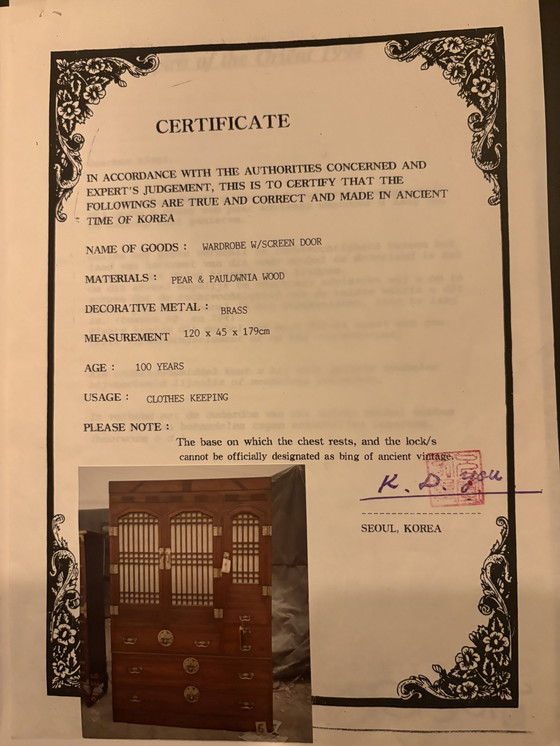 of the Orient
CERTIFICATE
IN ACCORDANCE WITH THE AUTHORITIES CONCERNED AND
EXPERT'S JUDGEMENT, THIS IS TO CERTIFY THAT THE
FOLLOWINGS ARE TRUE AND CORRECT AND MADE IN ANCIENT
TIME OF KOREA
NAME OF GOODS : WARDROBE W/SCREEN DOOR
MATERIALS : PEAR & PAULOWNIA WOOD
DECORATIVE METAL : BRASS
MEASUREMENT 120 x 45 x 179cm
AGE : 100 YEARS
USAGE : CLOTHES KEEPING
PLEASE NOTE :
The base on which the chest rests, and the lock/s
cannot be officially designated as bing of ancient vintage.
K. D. you
SEOUL, KOREA